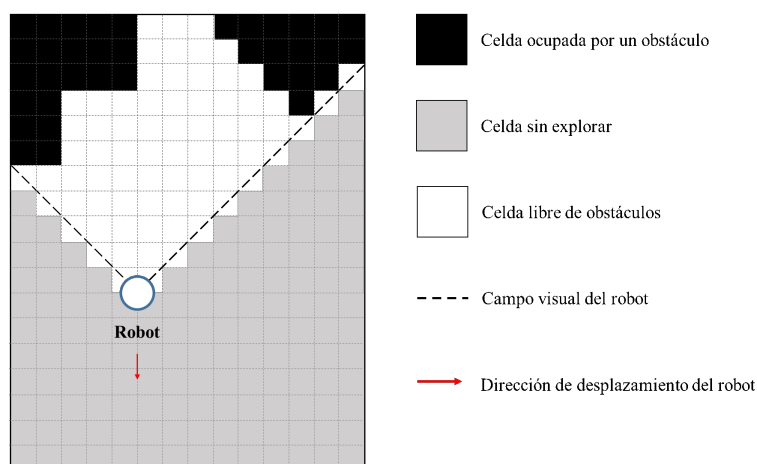 Celda ocupada por un obstáculo
Celda sin explorar
Celda libre de obstáculos
Campo visual del robot
Robot
Dirección de desplazamiento del robot